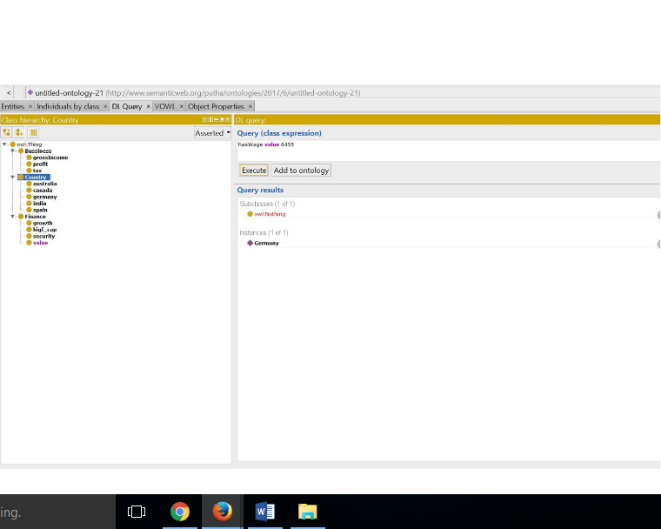 < untitled-ontology-21 (http://www.semanticweb.org/putha/ontologies/2017/6/untitled-ontology-21)
Entities × Individuals by class × DL Query × VOWL × Object Properties ×
Class hierarchy: Country
Asserted
owl:Thing
Bussiness
grossIncome
profit
tax
Country
australia
canada
germany
india
spain
Finance
growth
security
value
DL query:
Query (class expression)
hasWage value 6455
Execute Add to ontology
Query results
Subclasses (1 of 1)
owl:Nothing
Instances (1 of 1)
Germany
ing.